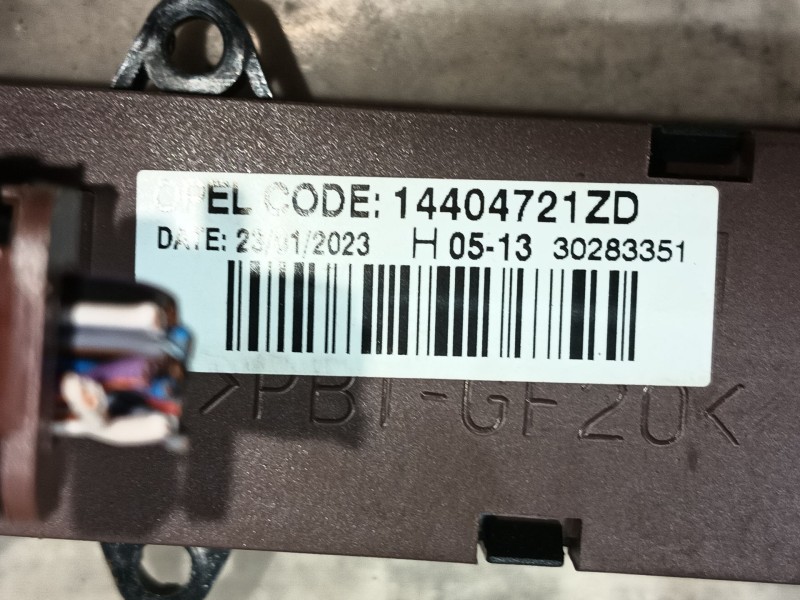 OPEL CODE: 14404721ZD
DATE: 23/01/2023 H 05-13 30283351
>PBT-GF20<